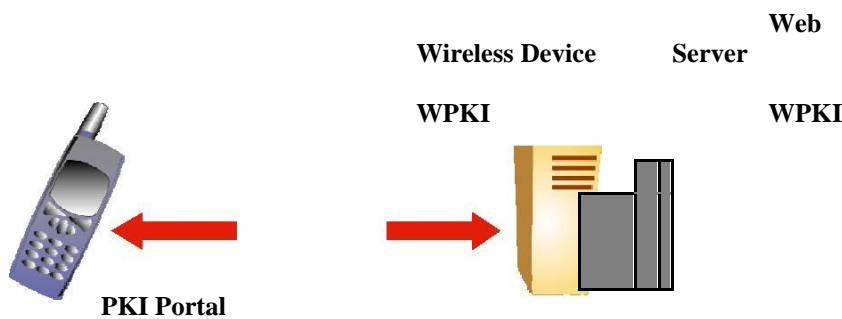 Web
Wireless Device Server
WPKI WPKI
PKI Portal